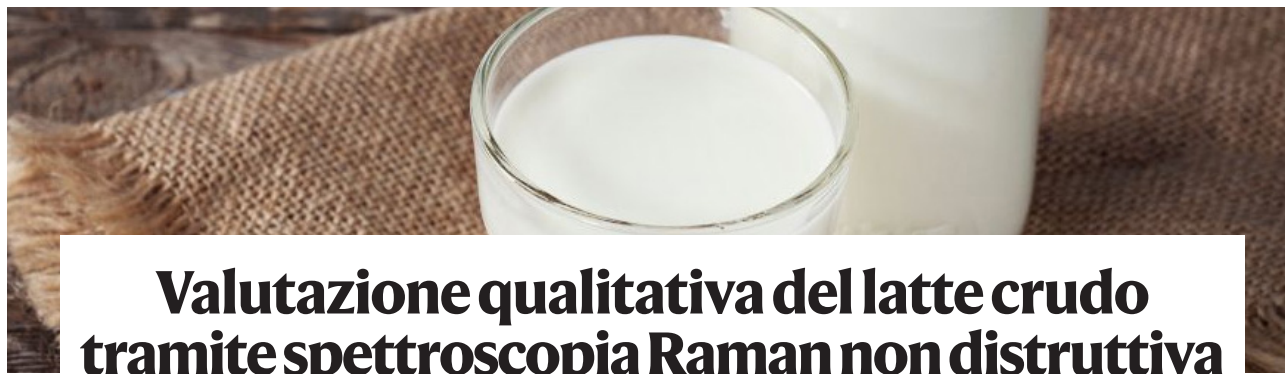 Valutazione qualitativa del latte crudo
tramite spettroscopia Raman non distruttiva